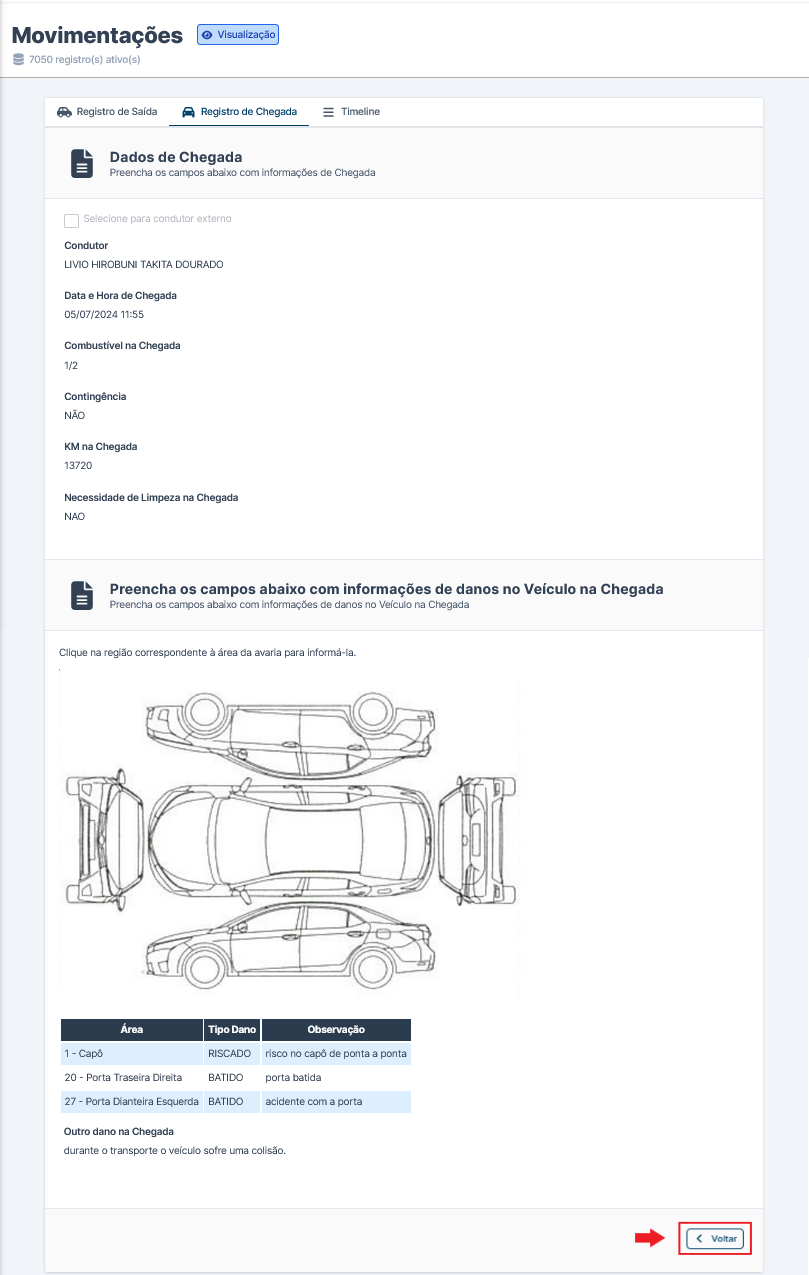 Movimentações
Visualização
7050 registro(s) ativo(s)
Registro de Saída
Registro de Chegada
Timeline
Dados de Chegada
Preencha os campos abaixo com informações de Chegada
Selecione para condutor externo
Condutor
LIVIO HIROBUNI TAKITA DOURADO
Data e Hora de Chegada
05/07/2024 11:55
Combustível na Chegada
1/2
Contingência
NÃO
KM na Chegada
13720
Necessidade de Limpeza na Chegada
NAO
Preencha os campos abaixo com informações de danos no Veículo na Chegada
Preencha os campos abaixo com informações de danos no Veículo na Chegada
Clique na região correspondente à área da avaria para informá-la.
.
Área Tipo Dano Observação
1 - Capô RISCADO risco no capô de ponta a ponta
20 - Porta Traseira Direita BATIDO porta batida
27 - Porta Dianteira Esquerda BATIDO acidente com a porta
Outro dano na Chegada
durante o transporte o veículo sofre uma colisão.
Voltar